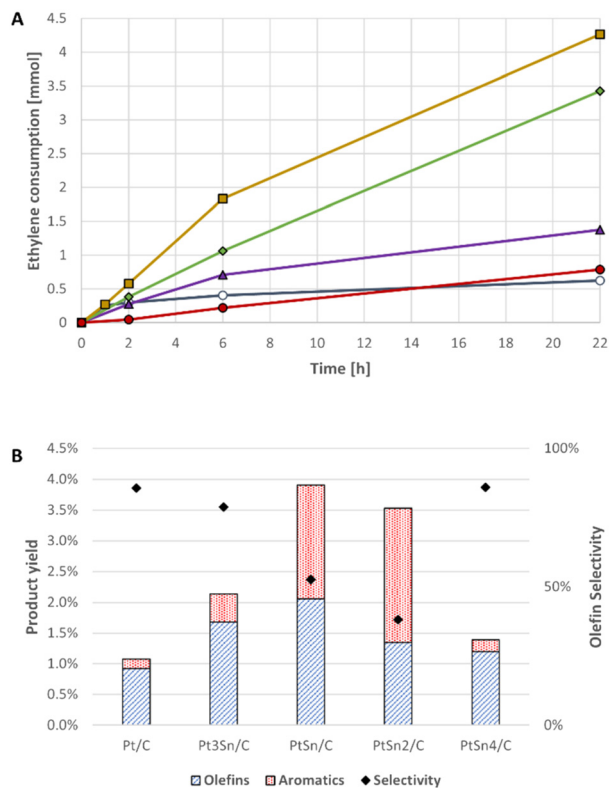 A
Ethylene consumption [mmol]
4.5
4
3.5
3
2.5
2
1.5
1
0.5
0
0 2 4 6 8 10 12 14 16 18 20 22
Time [h]
B
Product yield
4.5%
4.0%
3.5%
3.0%
2.5%
2.0%
1.5%
1.0%
0.5%
0.0%
100%
50%
0%
Olefin Selectivity
Pt/C Pt3Sn/C PtSn/C PtSn2/C PtSn4/C
Olefins Aromatics Selectivity